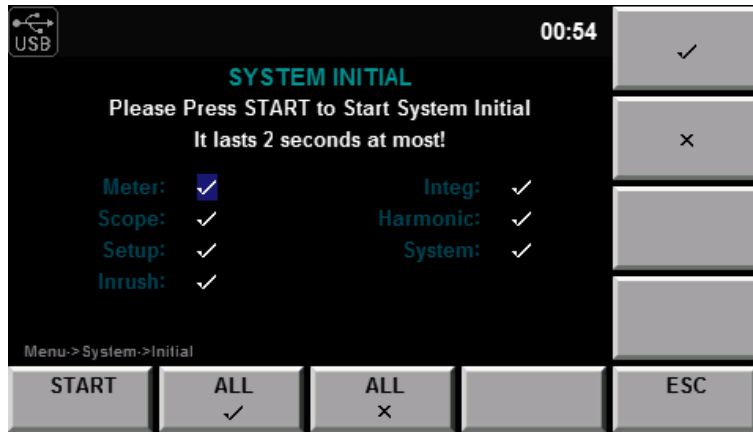 USB
00:54
SYSTEM INITIAL
Please Press START to Start System Initial
It lasts 2 seconds at most!
Meter: ✓ Integ: ✓
Scope: ✓ Harmonic: ✓
Setup: ✓ System: ✓
Inrush: ✓
Menu->System->Initial
✓
×
START
ALL ✓
ALL ×
ESC